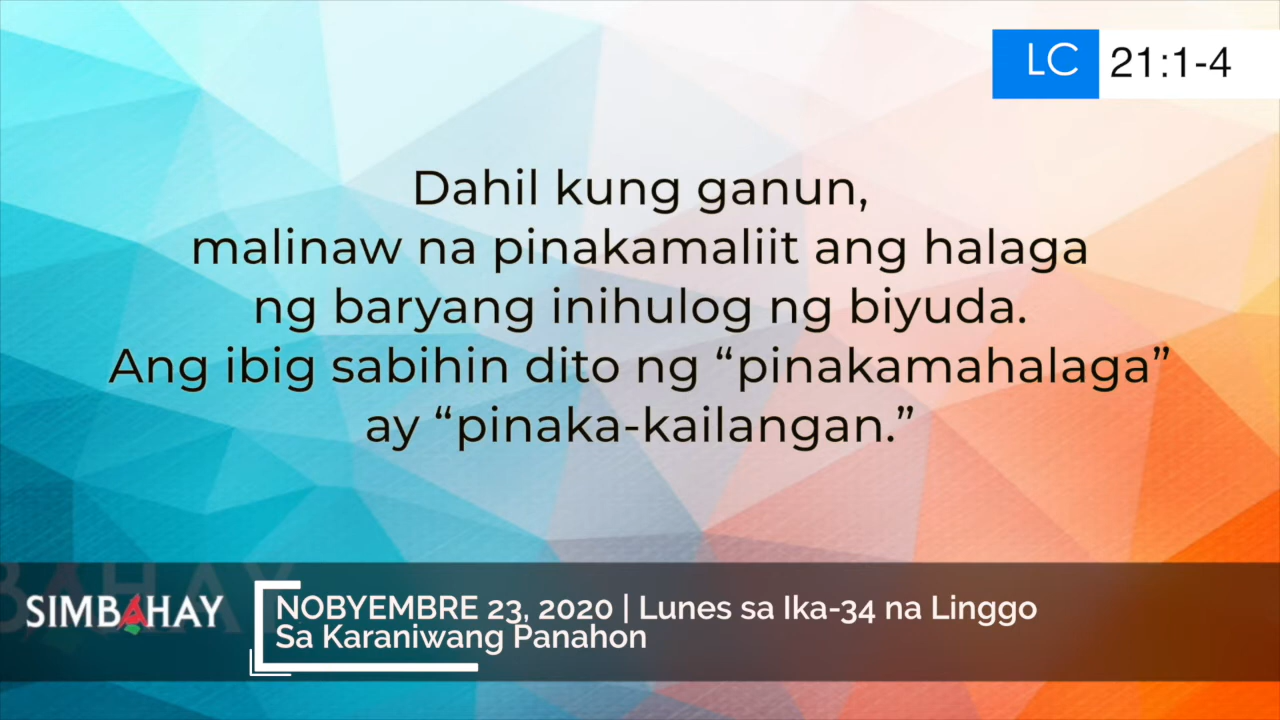 LC 21:1-4
Dahil kung ganun,
malinaw na pinakamaliit ang halaga
ng baryang inihulog ng biyuda.
Ang ibig sabihin dito ng “pinakamahalaga”
ay “pinaka-kailangan.”
SIMBAHAY
NOBYEMBRE 23, 2020 | Lunes sa Ika-34 na Linggo
Sa Karaniwang Panahon